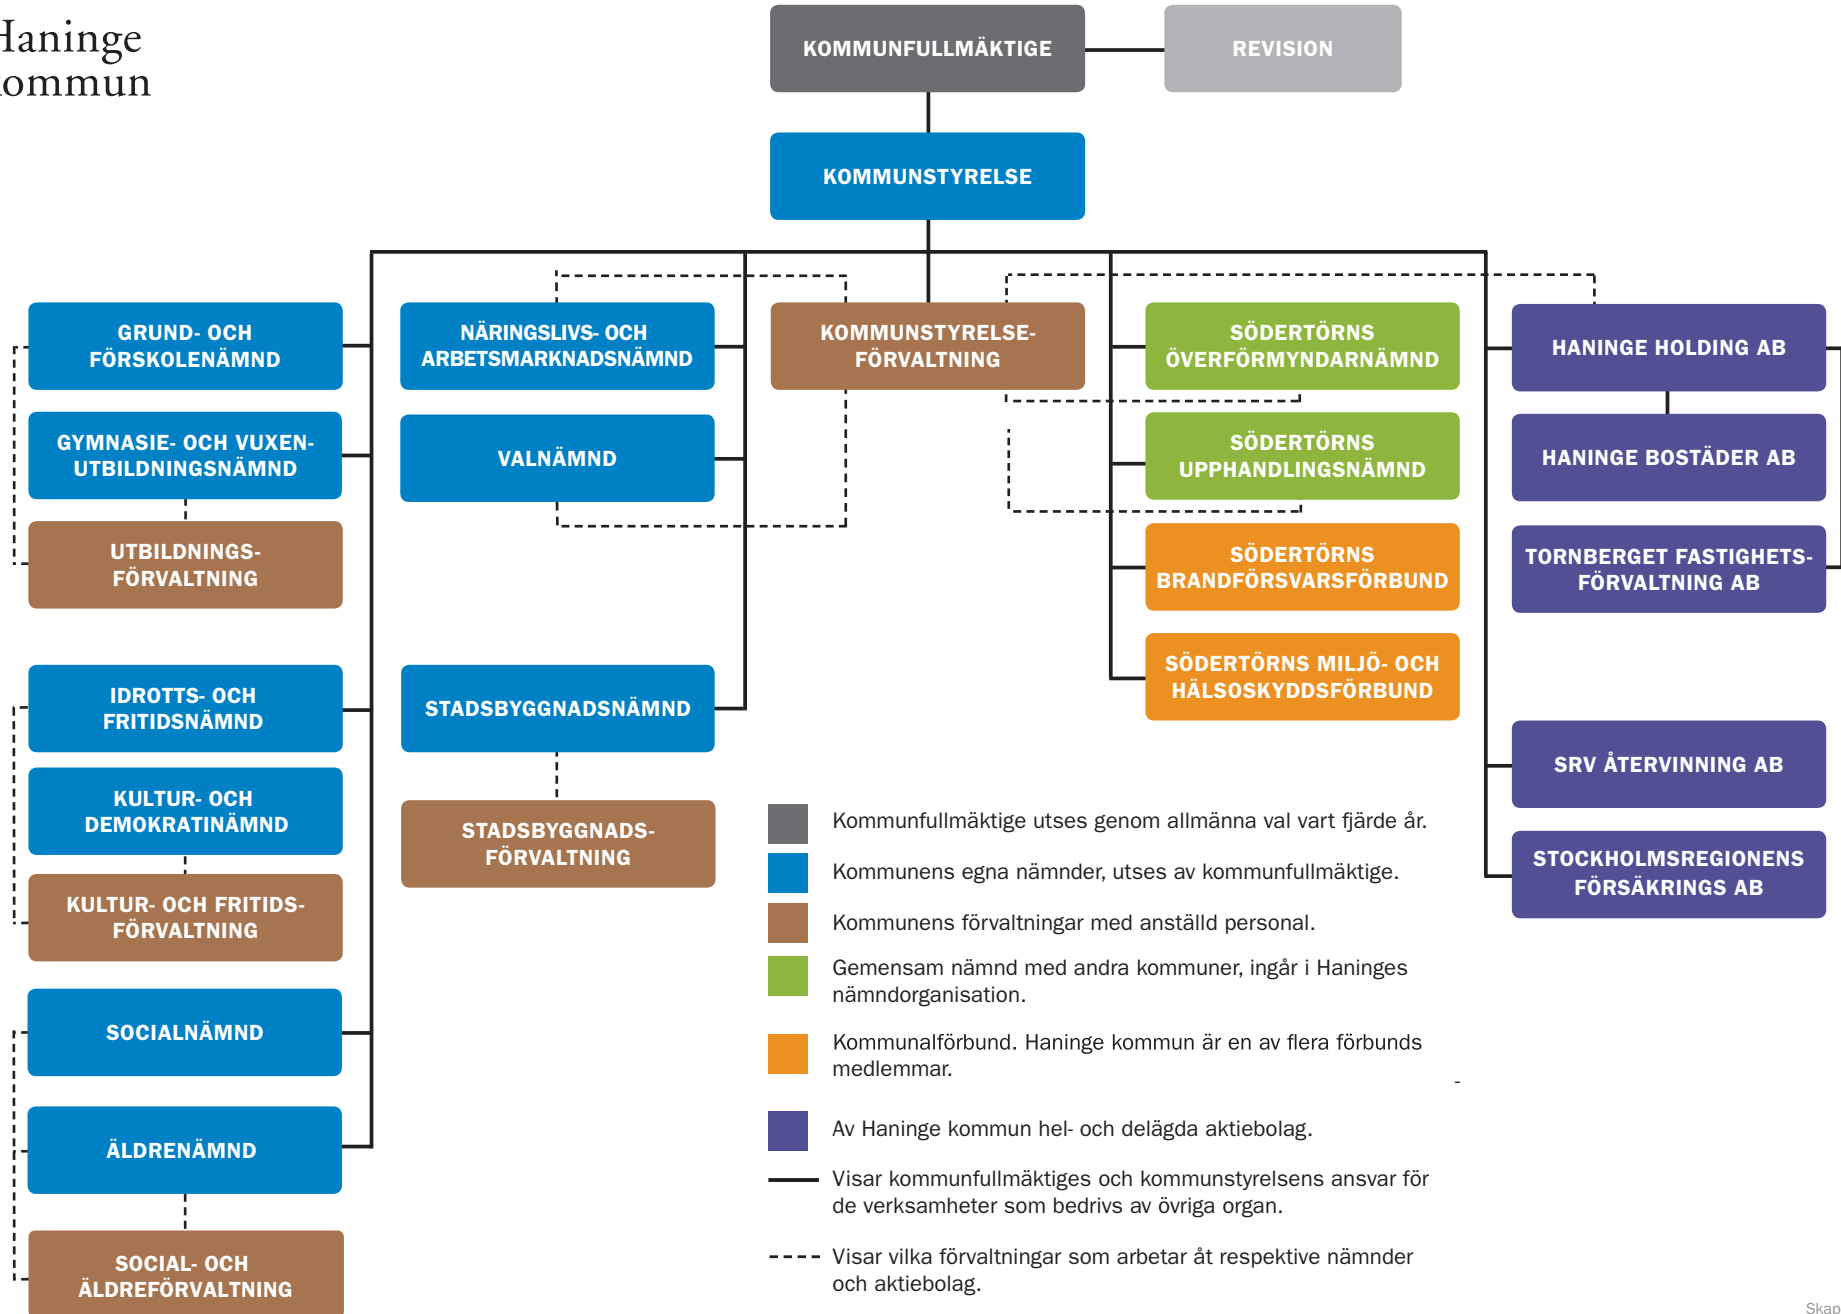 Haninge
kommun
KOMMUNFULLMÄKTIGE
REVISION
KOMMUNSTYRELSE
GRUND- OCH
FÖRSKOLENÄMND
GYMNASIE- OCH VUXEN-
UTBILDNINGSNÄMND
UTBILDNINGS-
FÖRVALTNING
IDROTTS- OCH
FRITIDSNÄMND
KULTUR- OCH
DEMOKRATINÄMND
KULTUR- OCH FRITIDS-
FÖRVALTNING
SOCIALNÄMND
ÄLDRENÄMND
SOCIAL- OCH
ÄLDREFÖRVALTNING
NÄRINGSLIVS- OCH
ARBETSMARKNADSNÄMND
VALNÄMND
STADSBYGGNADSNÄMND
STADSBYGGNADS-
FÖRVALTNING
KOMMUNSTYRELSE-
FÖRVALTNING
SÖDERTÖRNS
ÖVERFÖRMYNDARNÄMND
SÖDERTÖRNS
UPPHANDLINGSNÄMND
SÖDERTÖRNS
BRANDFÖRSVARSFÖRBUND
SÖDERTÖRNS MILJÖ- OCH
HÄLSOSKYDDSFÖRBUND
HANINGE HOLDING AB
HANINGE BOSTÄDER AB
TORNBERGET FASTIGHETS-
FÖRVALTNING AB
SRV ÅTERVINNING AB
STOCKHOLMSREGIONENS
FÖRSÄKRINGS AB
Kommunfullmäktige utses genom allmänna val vart fjärde år.
Kommunens egna nämnder, utses av kommunfullmäktige.
Kommunens förvaltningar med anställd personal.
Gemensam nämnd med andra kommuner, ingår i Haninges
nämndorganisation.
Kommunalförbund. Haninge kommun är en av flera förbunds
medlemmar.
-
Av Haninge kommun hel- och delägda aktiebolag.
Visar kommunfullmäktiges och kommunstyrelsens ansvar för
de verksamheter som bedrivs av övriga organ.
Visar vilka förvaltningar som arbetar åt respektive nämnder
och aktiebolag.
Skap